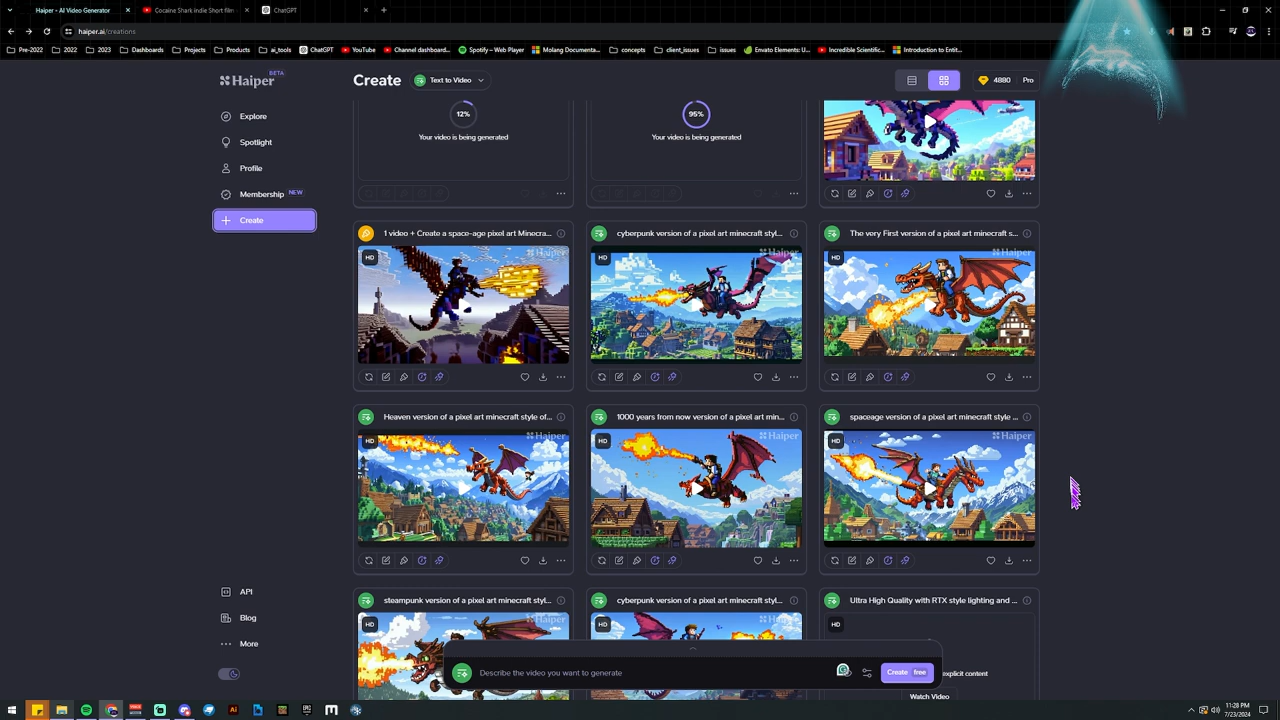 Haiper - AI Video Generator
Cocaine Shark indie Short film
ChatGPT
haiper.ai/creations
Pre-2022
2022
2023
Dashboards
Projects
Products
ai_tools
ChatGPT
YouTube
Channel dashboard...
Spotify – Web Player
Molang Documenta...
concepts
client_issues
issues
Envato Elements: U...
Incredible Scientific...
Introduction to Entit...
Haiper BETA
Create
Text to Video
4880
Pro
Explore
Spotlight
Profile
Membership NEW
Create
12%
Your video is being generated
95%
Your video is being generated
1 video + Create a space-age pixel art Minecra...
HD
Haiper
cyberpunk version of a pixel art minecraft styl...
HD
Haiper
The very First version of a pixel art minecraft s...
HD
Haiper
Heaven version of a pixel art minecraft style of...
HD
Haiper
1000 years from now version of a pixel art min...
HD
Haiper
spaceage version of a pixel art minecraft style ...
HD
Haiper
steampunk version of a pixel art minecraft styl...
HD
Haiper
cyberpunk version of a pixel art minecraft styl...
HD
Haiper
Ultra High Quality with RTX style lighting and ...
HD
explicit content
Watch Video
API
Blog
More
Describe the video you want to generate
Create free
11:28 PM
7/23/2024